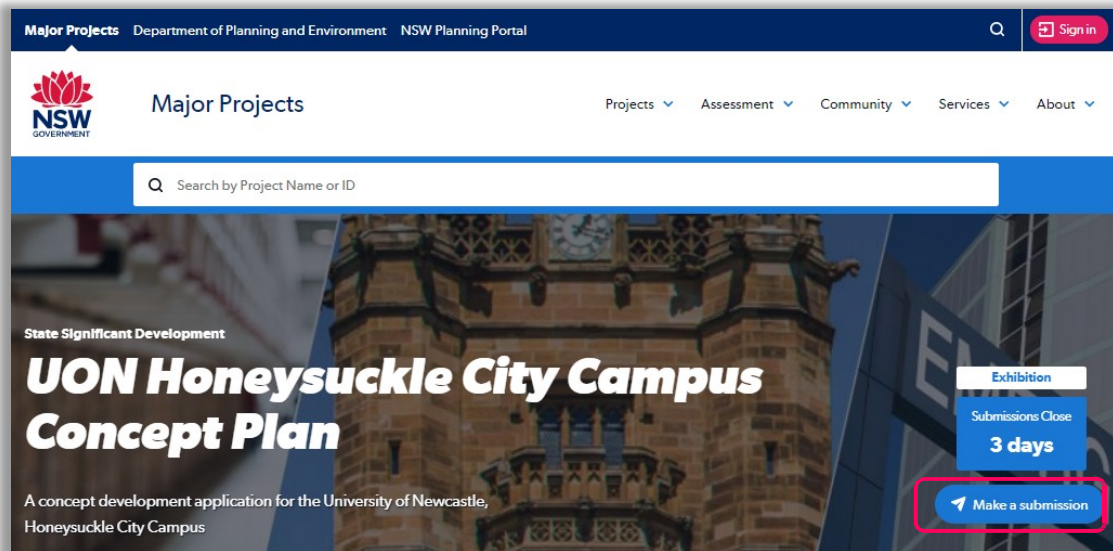 Major Projects Department of Planning and Environment NSW Planning Portal Sign in
NSW
GOVERNMENT
Major Projects
Projects Assessment Community Services About
Search by Project Name or ID
State Significant Development
UON Honeysuckle City Campus
Concept Plan
Exhibition
Submissions Close
3 days
A concept development application for the University of Newcastle,
Honeysuckle City Campus
Make a submission